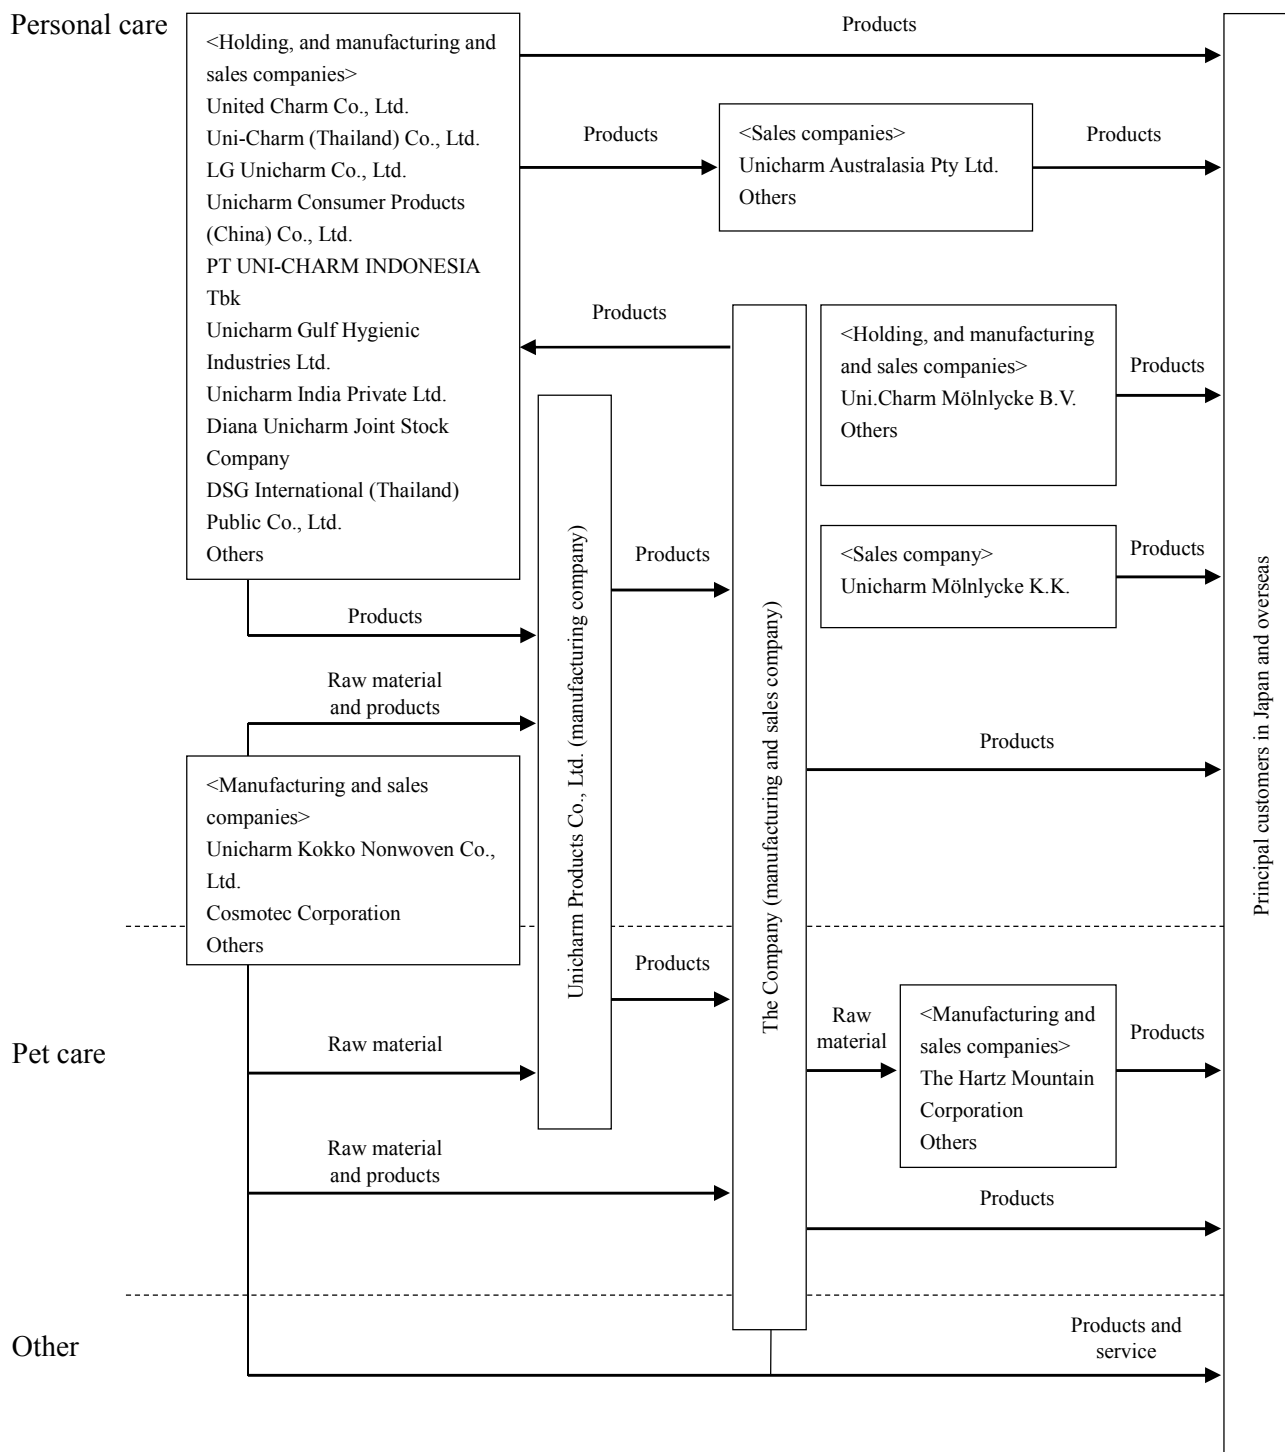 Personal care
<Holding, and manufacturing and
sales companies>
United Charm Co., Ltd.
Uni-Charm (Thailand) Co., Ltd.
LG Unicharm Co., Ltd.
Unicharm Consumer Products
(China) Co., Ltd.
PT UNI-CHARM INDONESIA
Tbk
Unicharm Gulf Hygienic
Industries Ltd.
Unicharm India Private Ltd.
Diana Unicharm Joint Stock
Company
DSG International (Thailand)
Public Co., Ltd.
Others
Products
Products
<Sales companies>
Unicharm Australasia Pty Ltd.
Others
Products
Products
<Holding, and manufacturing
and sales companies>
Uni.Charm Mölnlycke B.V.
Others
Products
Products
<Sales company>
Unicharm Mölnlycke K.K.
Products
Products
Raw material
and products
Products
<Manufacturing and sales
companies>
Unicharm Kokko Nonwoven Co.,
Ltd.
Cosmotec Corporation
Others
Unicharm Products Co., Ltd. (manufacturing company)
The Company (manufacturing and sales company)
Principal customers in Japan and overseas
Pet care
Products
Raw material
Raw
material
<Manufacturing and
sales companies>
The Hartz Mountain
Corporation
Others
Products
Raw material
and products
Products
Other
Products and
service